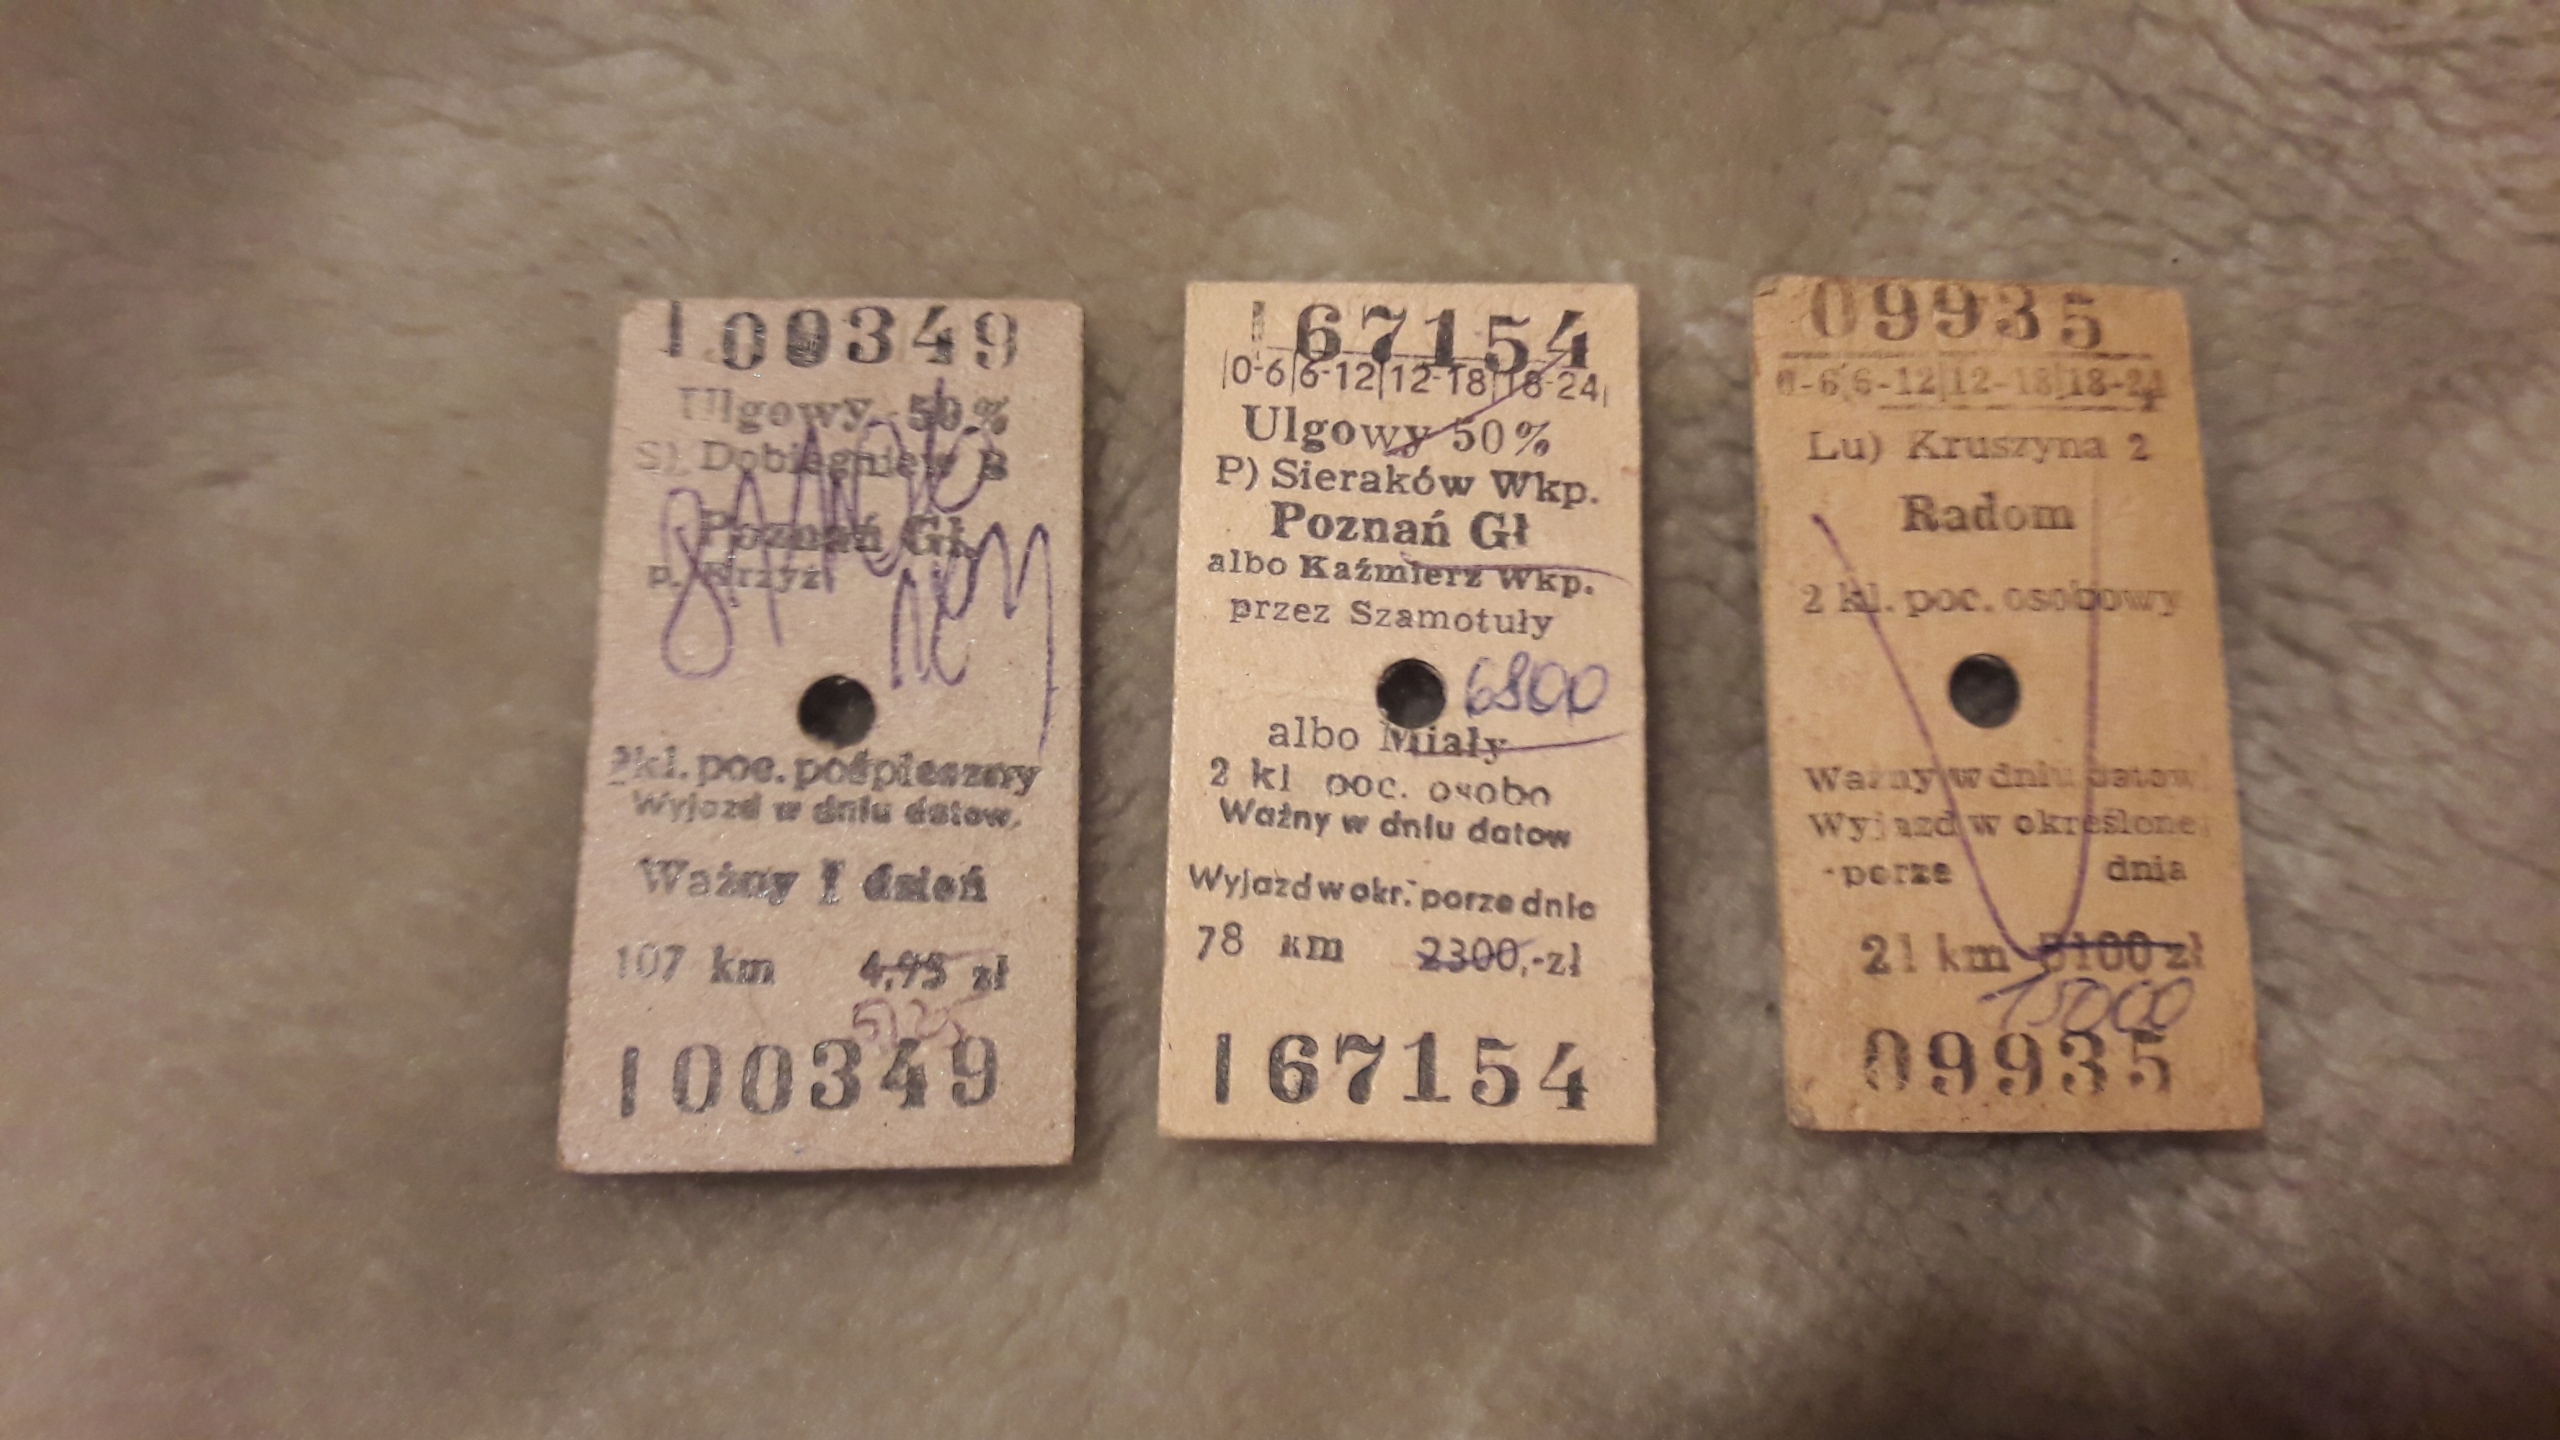 100349
Ulgowy 50%
S) Dobiegniew
Poznań Gł.
p. Krzyż
2kl. poc. pośpieszny
Wyjazd w dniu datow.
Ważny 1 dzień
107 km 4,95 zł
100349
167154
0-6 6-12 12-18 18-24
Ulgowy 50%
P) Sieraków Wkp.
Poznań Gł
albo Kaźmierz Wkp.
przez Szamotuły
6800
albo Miały
2 kl poc. osobo
Ważny w dniu datow
Wyjazd w okr. porze dnia
78 km 2300,-zł
167154
09935
0-6 6-12 12-18 18-24
Lu) Kruszyna 2
Radom
2 kl. poc. osobowy
Ważny w dniu datow
Wyjazd w określonej
porze dnia
21 km 5100 zł
15000
09935